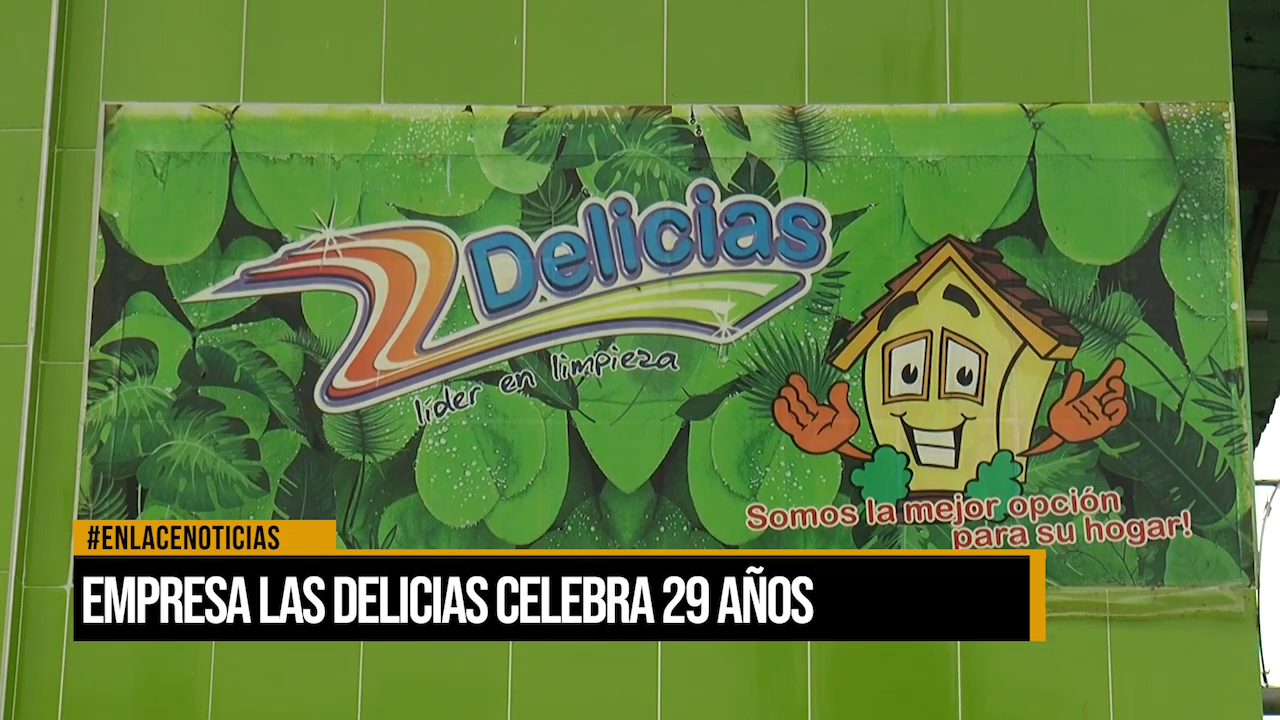 Delicias
líder en limpieza
Somos la mejor opción
para su hogar!
#ENLACENOTICIAS
EMPRESA LAS DELICIAS CELEBRA 29 AÑOS